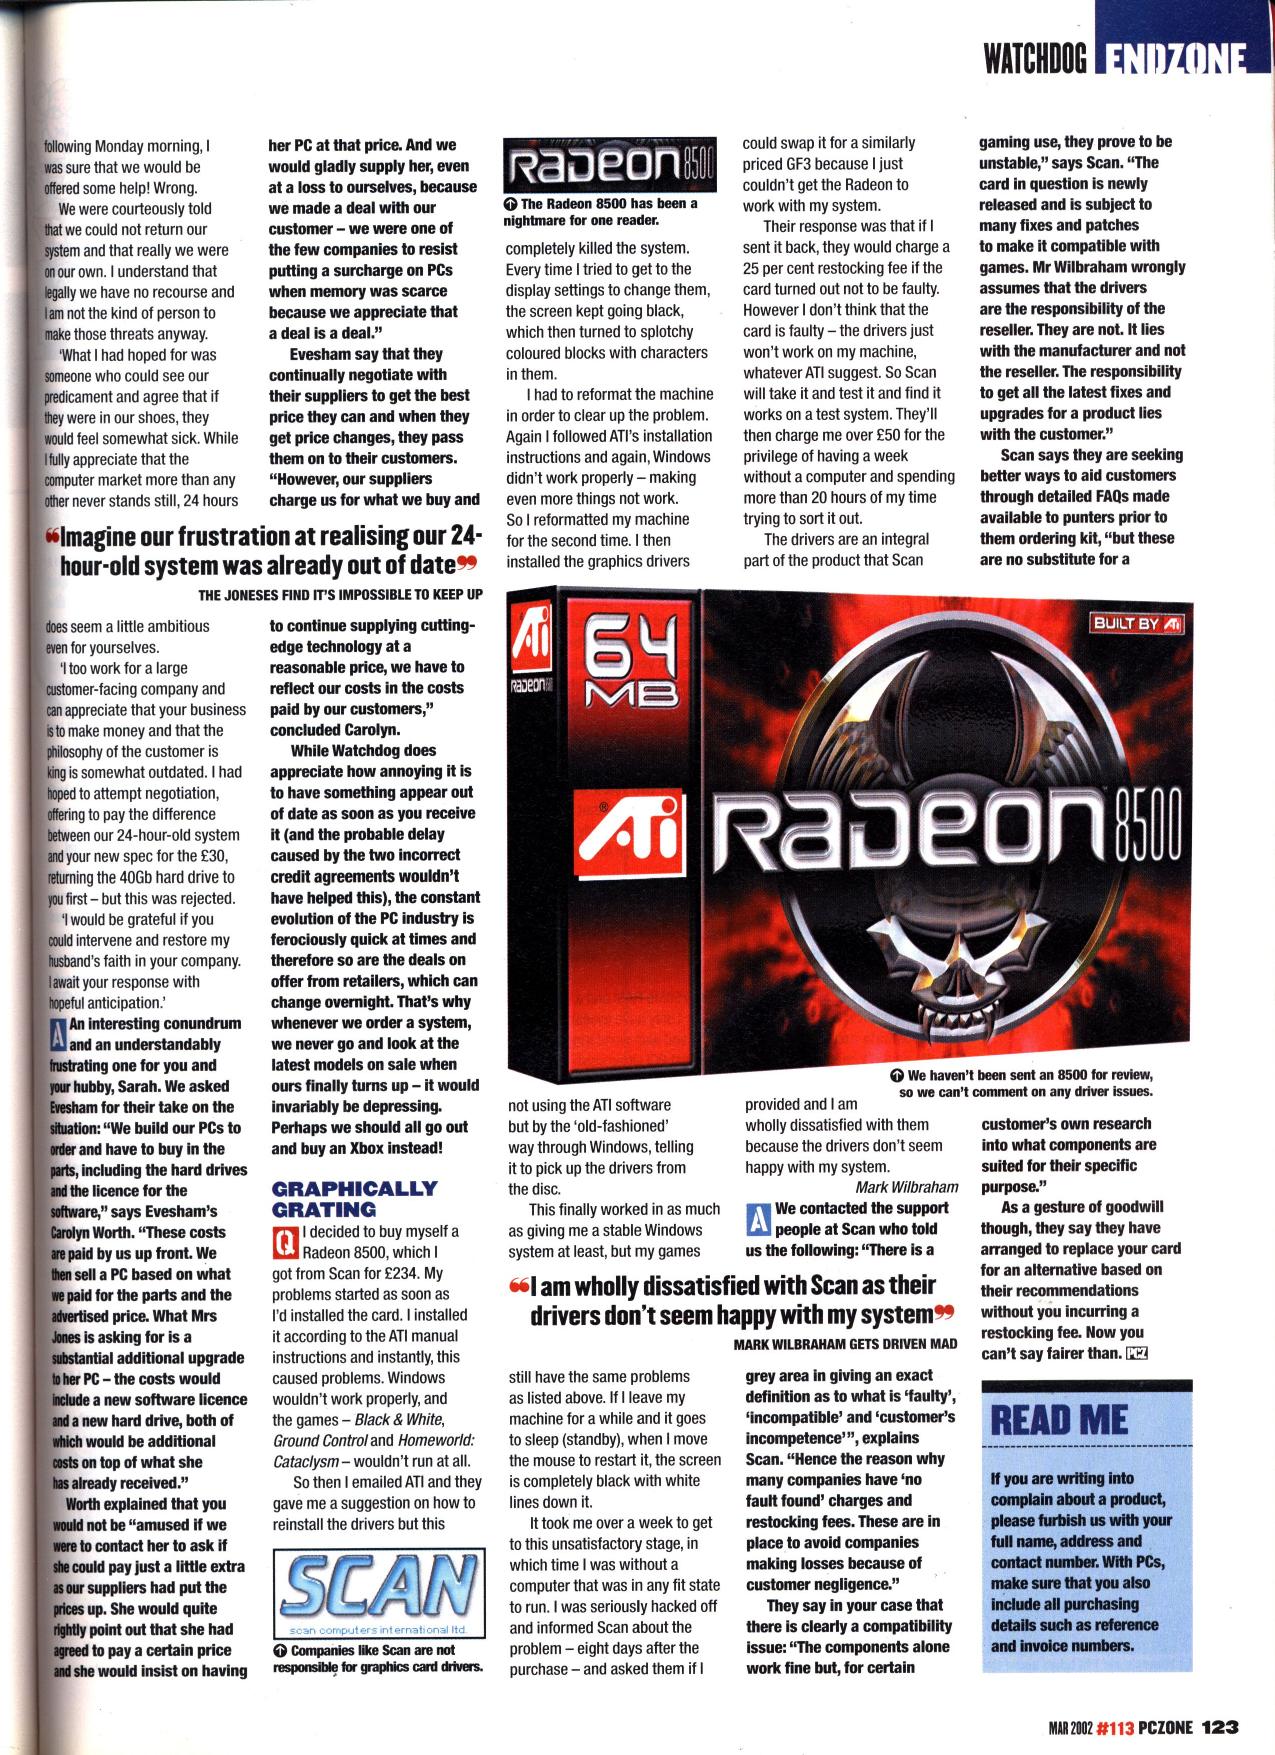 WATCHDOG ENDZONE
following Monday morning, I
was sure that we would be
offered some help! Wrong.
We were courteously told
that we could not return our
system and that really we were
on our own. I understand that
legally we have no recourse and
I am not the kind of person to
make those threats anyway.
'What I had hoped for was
someone who could see our
predicament and agree that if
they were in our shoes, they
would feel somewhat sick. While
I fully appreciate that the
computer market more than any
other never stands still, 24 hours
“Imagine our frustration at realising our 24-
hour-old system was already out of date”
THE JONESES FIND IT'S IMPOSSIBLE TO KEEP UP
does seem a little ambitious
even for yourselves.
'I too work for a large
customer-facing company and
can appreciate that your business
is to make money and that the
philosophy of the customer is
king is somewhat outdated. I had
hoped to attempt negotiation,
offering to pay the difference
between our 24-hour-old system
and your new spec for the £30,
returning the 40Gb hard drive to
you first – but this was rejected.
'I would be grateful if you
could intervene and restore my
husband's faith in your company.
I await your response with
hopeful anticipation.'
A An interesting conundrum
and an understandably
frustrating one for you and
your hubby, Sarah. We asked
Evesham for their take on the
situation: “We build our PCs to
order and have to buy in the
parts, including the hard drives
and the licence for the
software,” says Evesham's
Carolyn Worth. “These costs
are paid by us up front. We
then sell a PC based on what
we paid for the parts and the
advertised price. What Mrs
Jones is asking for is a
substantial additional upgrade
to her PC – the costs would
include a new software licence
and a new hard drive, both of
which would be additional
costs on top of what she
has already received.”
Worth explained that you
would not be “amused if we
were to contact her to ask if
she could pay just a little extra
as our suppliers had put the
prices up. She would quite
rightly point out that she had
agreed to pay a certain price
and she would insist on having
her PC at that price. And we
would gladly supply her, even
at a loss to ourselves, because
we made a deal with our
customer – we were one of
the few companies to resist
putting a surcharge on PCs
when memory was scarce
because we appreciate that
a deal is a deal.”
Evesham say that they
continually negotiate with
their suppliers to get the best
price they can and when they
get price changes, they pass
them on to their customers.
“However, our suppliers
charge us for what we buy and
to continue supplying cutting-
edge technology at a
reasonable price, we have to
reflect our costs in the costs
paid by our customers,”
concluded Carolyn.
While Watchdog does
appreciate how annoying it is
to have something appear out
of date as soon as you receive
it (and the probable delay
caused by the two incorrect
credit agreements wouldn't
have helped this), the constant
evolution of the PC industry is
ferociously quick at times and
therefore so are the deals on
offer from retailers, which can
change overnight. That's why
whenever we order a system,
we never go and look at the
latest models on sale when
ours finally turns up – it would
invariably be depressing.
Perhaps we should all go out
and buy an Xbox instead!
GRAPHICALLY
GRATING
Q I decided to buy myself a
Radeon 8500, which I
got from Scan for £234. My
problems started as soon as
I'd installed the card. I installed
it according to the ATI manual
instructions and instantly, this
caused problems. Windows
wouldn't work properly, and
the games – Black & White,
Ground Control and Homeworld:
Cataclysm – wouldn't run at all.
So then I emailed ATI and they
gave me a suggestion on how to
reinstall the drivers but this
SCAN
scan computers international ltd.
Companies like Scan are not
responsible for graphics card drivers.
RADEON 8500
The Radeon 8500 has been a
nightmare for one reader.
completely killed the system.
Every time I tried to get to the
display settings to change them,
the screen kept going black,
which then turned to splotchy
coloured blocks with characters
in them.
I had to reformat the machine
in order to clear up the problem.
Again I followed ATI's installation
instructions and again, Windows
didn't work properly – making
even more things not work.
So I reformatted my machine
for the second time. I then
installed the graphics drivers
ATI
RADEON
64
MB
BUILT BY ATI
ATI ®
RADEON™ 8500
We haven't been sent an 8500 for review,
so we can't comment on any driver issues.
not using the ATI software
but by the 'old-fashioned'
way through Windows, telling
it to pick up the drivers from
the disc.
This finally worked in as much
as giving me a stable Windows
system at least, but my games
“I am wholly dissatisfied with Scan as their
drivers don't seem happy with my system”
MARK WILBRAHAM GETS DRIVEN MAD
still have the same problems
as listed above. If I leave my
machine for a while and it goes
to sleep (standby), when I move
the mouse to restart it, the screen
is completely black with white
lines down it.
It took me over a week to get
to this unsatisfactory stage, in
which time I was without a
computer that was in any fit state
to run. I was seriously hacked off
and informed Scan about the
problem – eight days after the
purchase – and asked them if I
could swap it for a similarly
priced GF3 because I just
couldn't get the Radeon to
work with my system.
Their response was that if I
sent it back, they would charge a
25 per cent restocking fee if the
card turned out not to be faulty.
However I don't think that the
card is faulty – the drivers just
won't work on my machine,
whatever ATI suggest. So Scan
will take it and test it and find it
works on a test system. They'll
then charge me over £50 for the
privilege of having a week
without a computer and spending
more than 20 hours of my time
trying to sort it out.
The drivers are an integral
part of the product that Scan
provided and I am
wholly dissatisfied with them
because the drivers don't seem
happy with my system.
Mark Wilbraham
A We contacted the support
people at Scan who told
us the following: “There is a
grey area in giving an exact
definition as to what is 'faulty',
'incompatible' and 'customer's
incompetence'”, explains
Scan. “Hence the reason why
many companies have 'no
fault found' charges and
restocking fees. These are in
place to avoid companies
making losses because of
customer negligence.”
They say in your case that
there is clearly a compatibility
issue: “The components alone
work fine but, for certain
gaming use, they prove to be
unstable,” says Scan. “The
card in question is newly
released and is subject to
many fixes and patches
to make it compatible with
games. Mr Wilbraham wrongly
assumes that the drivers
are the responsibility of the
reseller. They are not. It lies
with the manufacturer and not
the reseller. The responsibility
to get all the latest fixes and
upgrades for a product lies
with the customer.”
Scan says they are seeking
better ways to aid customers
through detailed FAQs made
available to punters prior to
them ordering kit, “but these
are no substitute for a
customer's own research
into what components are
suited for their specific
purpose.”
As a gesture of goodwill
though, they say they have
arranged to replace your card
for an alternative based on
their recommendations
without you incurring a
restocking fee. Now you
can't say fairer than. PCZ
READ ME
If you are writing into
complain about a product,
please furbish us with your
full name, address and
contact number. With PCs,
make sure that you also
include all purchasing
details such as reference
and invoice numbers.
MAR 2002 #113 PCZONE 123